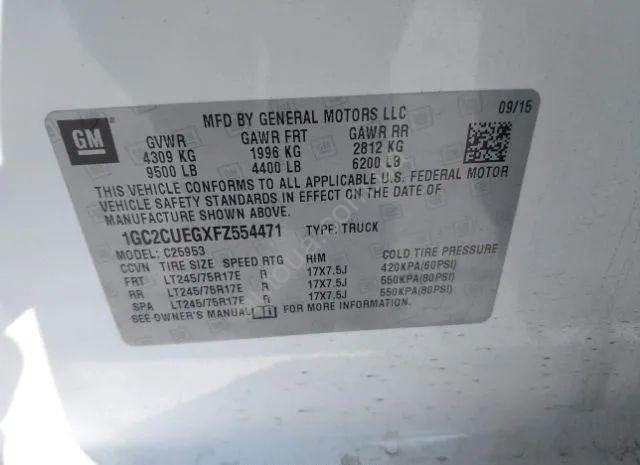 GM
MFD BY GENERAL MOTORS LLC 09/15
GVWR GAWR FRT GAWR RR
4309 KG 1996 KG 2812 KG
9500 LB 4400 LB 6200 LB
THIS VEHICLE CONFORMS TO ALL APPLICABLE U.S. FEDERAL MOTOR
VEHICLE SAFETY STANDARDS IN EFFECT ON THE DATE OF
MANUFACTURE SHOWN ABOVE.
1GC2CUEGXFZ554471 TYPE: TRUCK
MODEL: C25953
CCVN TIRE SIZE SPEED RTG RIM COLD TIRE PRESSURE
FRT LT245/75R17E R 17X7.5J 420KPA(60PSI)
RR LT245/75R17E R 17X7.5J 550KPA(80PSI)
SPA LT245/75R17E R 17X7.5J 550KPA(80PSI)
SEE OWNER'S MANUAL FOR MORE INFORMATION.